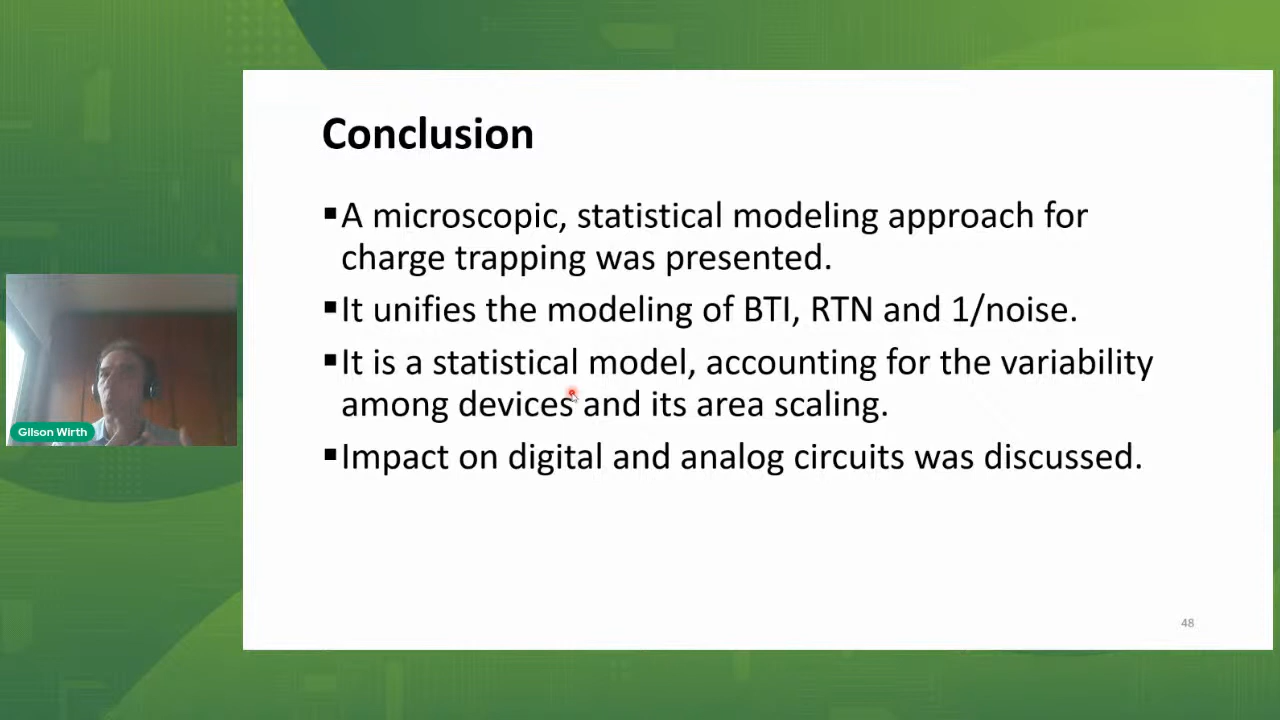 Conclusion
▪A microscopic, statistical modeling approach for
charge trapping was presented.
▪It unifies the modeling of BTI, RTN and 1/noise.
▪It is a statistical model, accounting for the variability
among devices and its area scaling.
▪Impact on digital and analog circuits was discussed.
Gilson Wirth
48